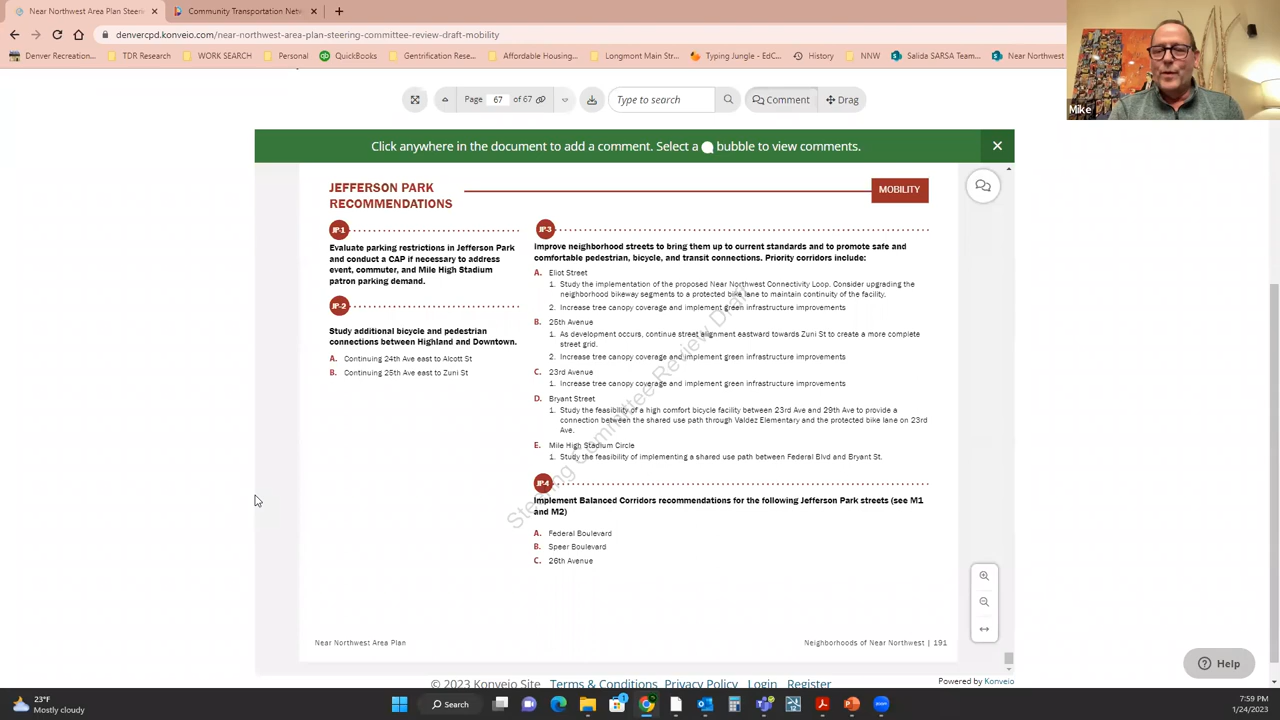 Near Northwest Area Plan Steeri
Community Transportation Netw
denvercpd.konveio.com/near-northwest-area-plan-steering-committee-review-draft-mobility
Denver Recreation...
TDR Research
WORK SEARCH
Personal
QuickBooks
Gentrification Rese...
Affordable Housing...
Longmont Main Str...
Typing Jungle - EdC...
History
NNW
Salida SARSA Team...
Near Northwest
Mike
Page 67 of 67
Type to search
Comment
Drag
Click anywhere in the document to add a comment. Select a bubble to view comments.
JEFFERSON PARK
RECOMMENDATIONS
MOBILITY
JP-1
Evaluate parking restrictions in Jefferson Park
and conduct a CAP if necessary to address
event, commuter, and Mile High Stadium
patron parking demand.
JP-2
Study additional bicycle and pedestrian
connections between Highland and Downtown.
A. Continuing 24th Ave east to Alcott St
B. Continuing 25th Ave east to Zuni St
JP-3
Improve neighborhood streets to bring them up to current standards and to promote safe and
comfortable pedestrian, bicycle, and transit connections. Priority corridors include:
A. Eliot Street
1. Study the implementation of the proposed Near Northwest Connectivity Loop. Consider upgrading the
neighborhood bikeway segments to a protected bike lane to maintain continuity of the facility.
2. Increase tree canopy coverage and implement green infrastructure improvements
B. 25th Avenue
1. As development occurs, continue street alignment eastward towards Zuni St to create a more complete
street grid.
2. Increase tree canopy coverage and implement green infrastructure improvements
C. 23rd Avenue
1. Increase tree canopy coverage and implement green infrastructure improvements
D. Bryant Street
1. Study the feasibility of a high comfort bicycle facility between 23rd Ave and 29th Ave to provide a
connection between the shared use path through Valdez Elementary and the protected bike lane on 23rd
Ave.
E. Mile High Stadium Circle
1. Study the feasibility of implementing a shared use path between Federal Blvd and Bryant St.
JP-4
Implement Balanced Corridors recommendations for the following Jefferson Park streets (see M1
and M2)
A. Federal Boulevard
B. Speer Boulevard
C. 26th Avenue
Steering Committee Review Draft
Near Northwest Area Plan
Neighborhoods of Near Northwest | 191
Help
Powered by Konveio
© 2023 Konveio Site Terms & Conditions Privacy Policy Login Register
23°F
Mostly cloudy
Search
7:59 PM
1/24/2023